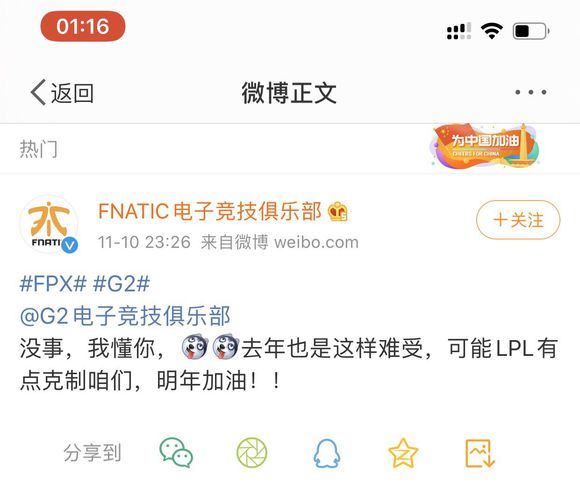 01:16
返回
微博正文
热门
为中国加油
CHEERS FOR CHINA
FNATIC电子竞技俱乐部
FNATIC
11-10 23:26 来自微博 weibo.com
+关注
#FPX# #G2#
@G2电子竞技俱乐部
没事，我懂你，去年也是这样难受，可能LPL有
点克制咱们，明年加油！！
分享到